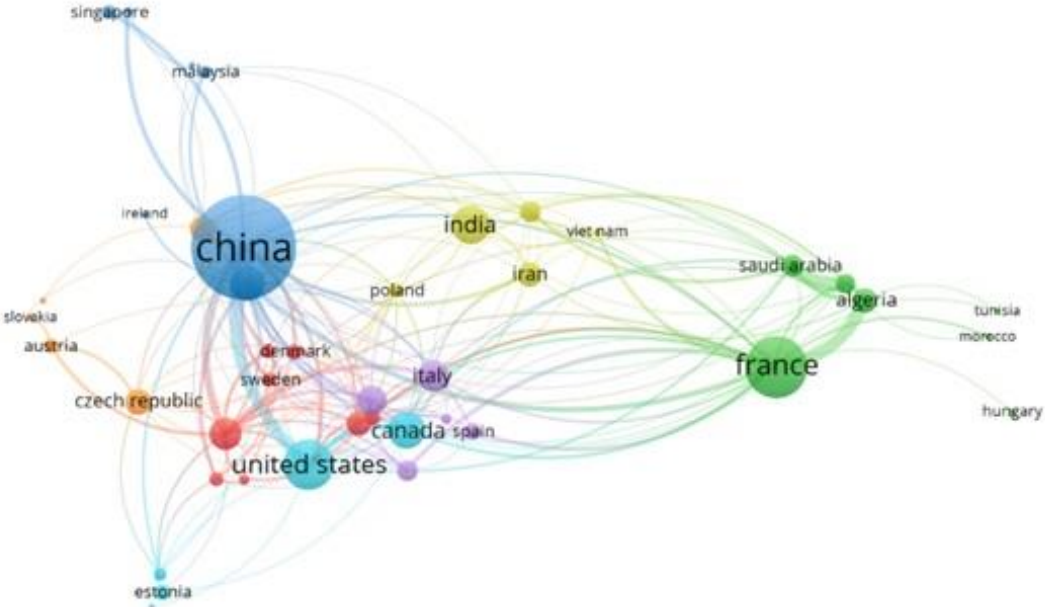 singapore
malaysia
ireland
china
india
viet nam
iran
saudi arabia
poland
algeria
tunisia
slovakia
morocco
austria
denmark
france
sweden
italy
czech republic
hungary
canada
spain
united states
estonia